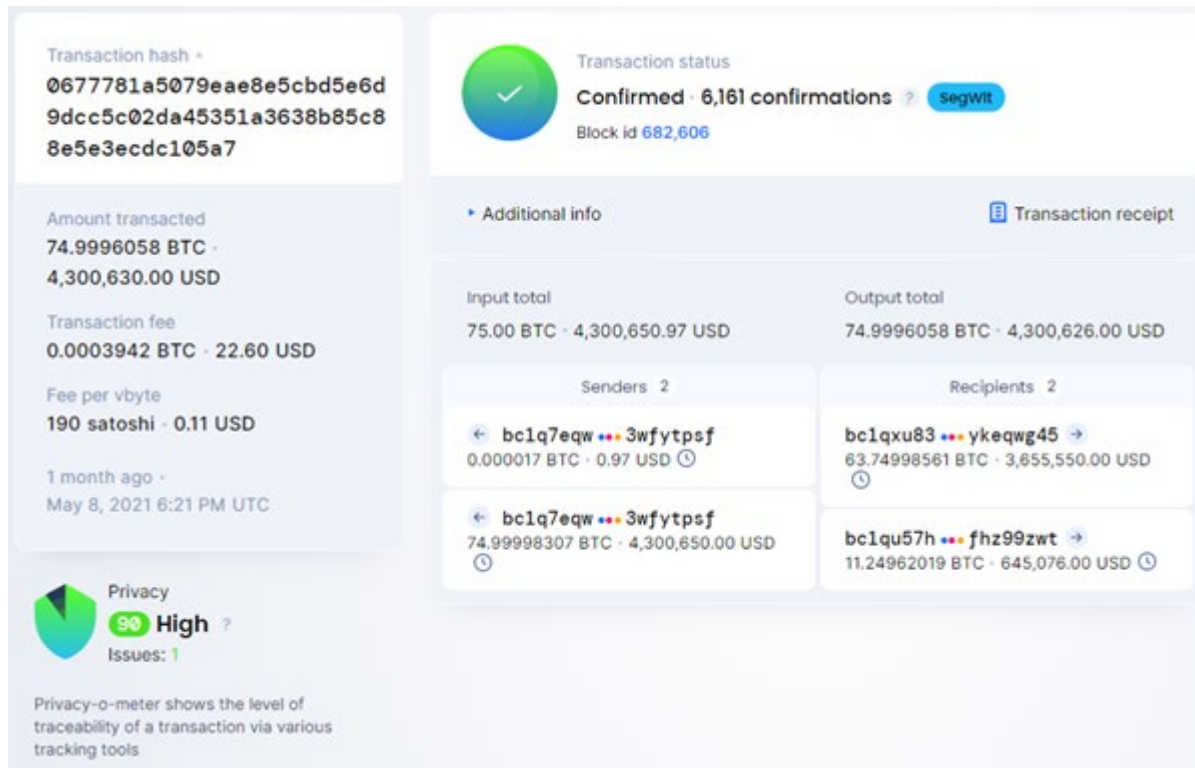 Transaction hash
0677781a5079eae8e5cbd5e6d
9dcc5c02da45351a3638b85c8
8e5e3ecdc105a7
Amount transacted
74.9996058 BTC ·
4,300,630.00 USD
Transaction fee
0.0003942 BTC · 22.60 USD
Fee per vbyte
190 satoshi · 0.11 USD
1 month ago ·
May 8, 2021 6:21 PM UTC
Privacy
90 High ?
Issues: 1
Privacy-o-meter shows the level of
traceability of a transaction via various
tracking tools
Transaction status
Confirmed · 6,161 confirmations ? SegWit
Block id 682,606
Additional info
Transaction receipt
Input total
75.00 BTC · 4,300,650.97 USD
Senders 2
bc1q7eqw ••• 3wfytpsf
0.000017 BTC · 0.97 USD
bc1q7eqw ••• 3wfytpsf
74.99998307 BTC · 4,300,650.00 USD
Output total
74.9996058 BTC · 4,300,626.00 USD
Recipients 2
bc1qxu83 ••• ykeqwg45
63.74998561 BTC · 3,655,550.00 USD
bc1qu57h ••• fhz99zwt
11.24962019 BTC · 645,076.00 USD